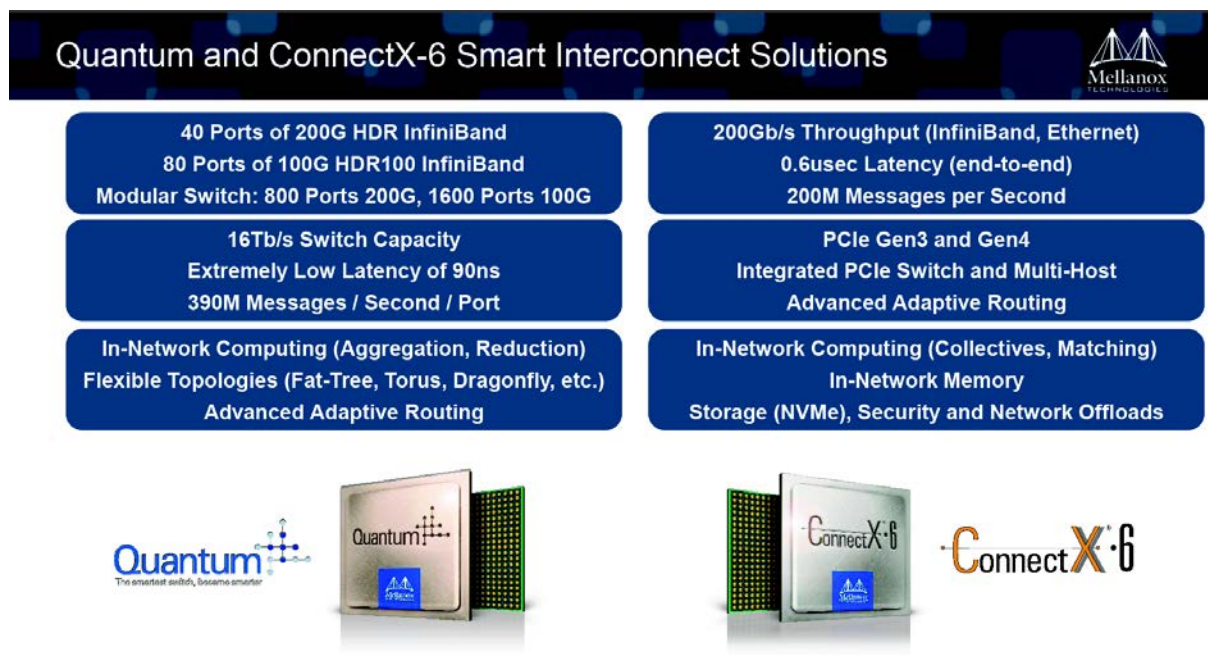 Quantum and ConnectX-6 Smart Interconnect Solutions
Mellanox
TECHNOLOGIES
40 Ports of 200G HDR InfiniBand
80 Ports of 100G HDR100 InfiniBand
Modular Switch: 800 Ports 200G, 1600 Ports 100G
16Tb/s Switch Capacity
Extremely Low Latency of 90ns
390M Messages / Second / Port
In-Network Computing (Aggregation, Reduction)
Flexible Topologies (Fat-Tree, Torus, Dragonfly, etc.)
Advanced Adaptive Routing
200Gb/s Throughput (InfiniBand, Ethernet)
0.6usec Latency (end-to-end)
200M Messages per Second
PCIe Gen3 and Gen4
Integrated PCIe Switch and Multi-Host
Advanced Adaptive Routing
In-Network Computing (Collectives, Matching)
In-Network Memory
Storage (NVMe), Security and Network Offloads
Quantum
The smartest switch, became smarter
Quantum
Mellanox
ConnectX·6
Mellanox
ConnectX·6